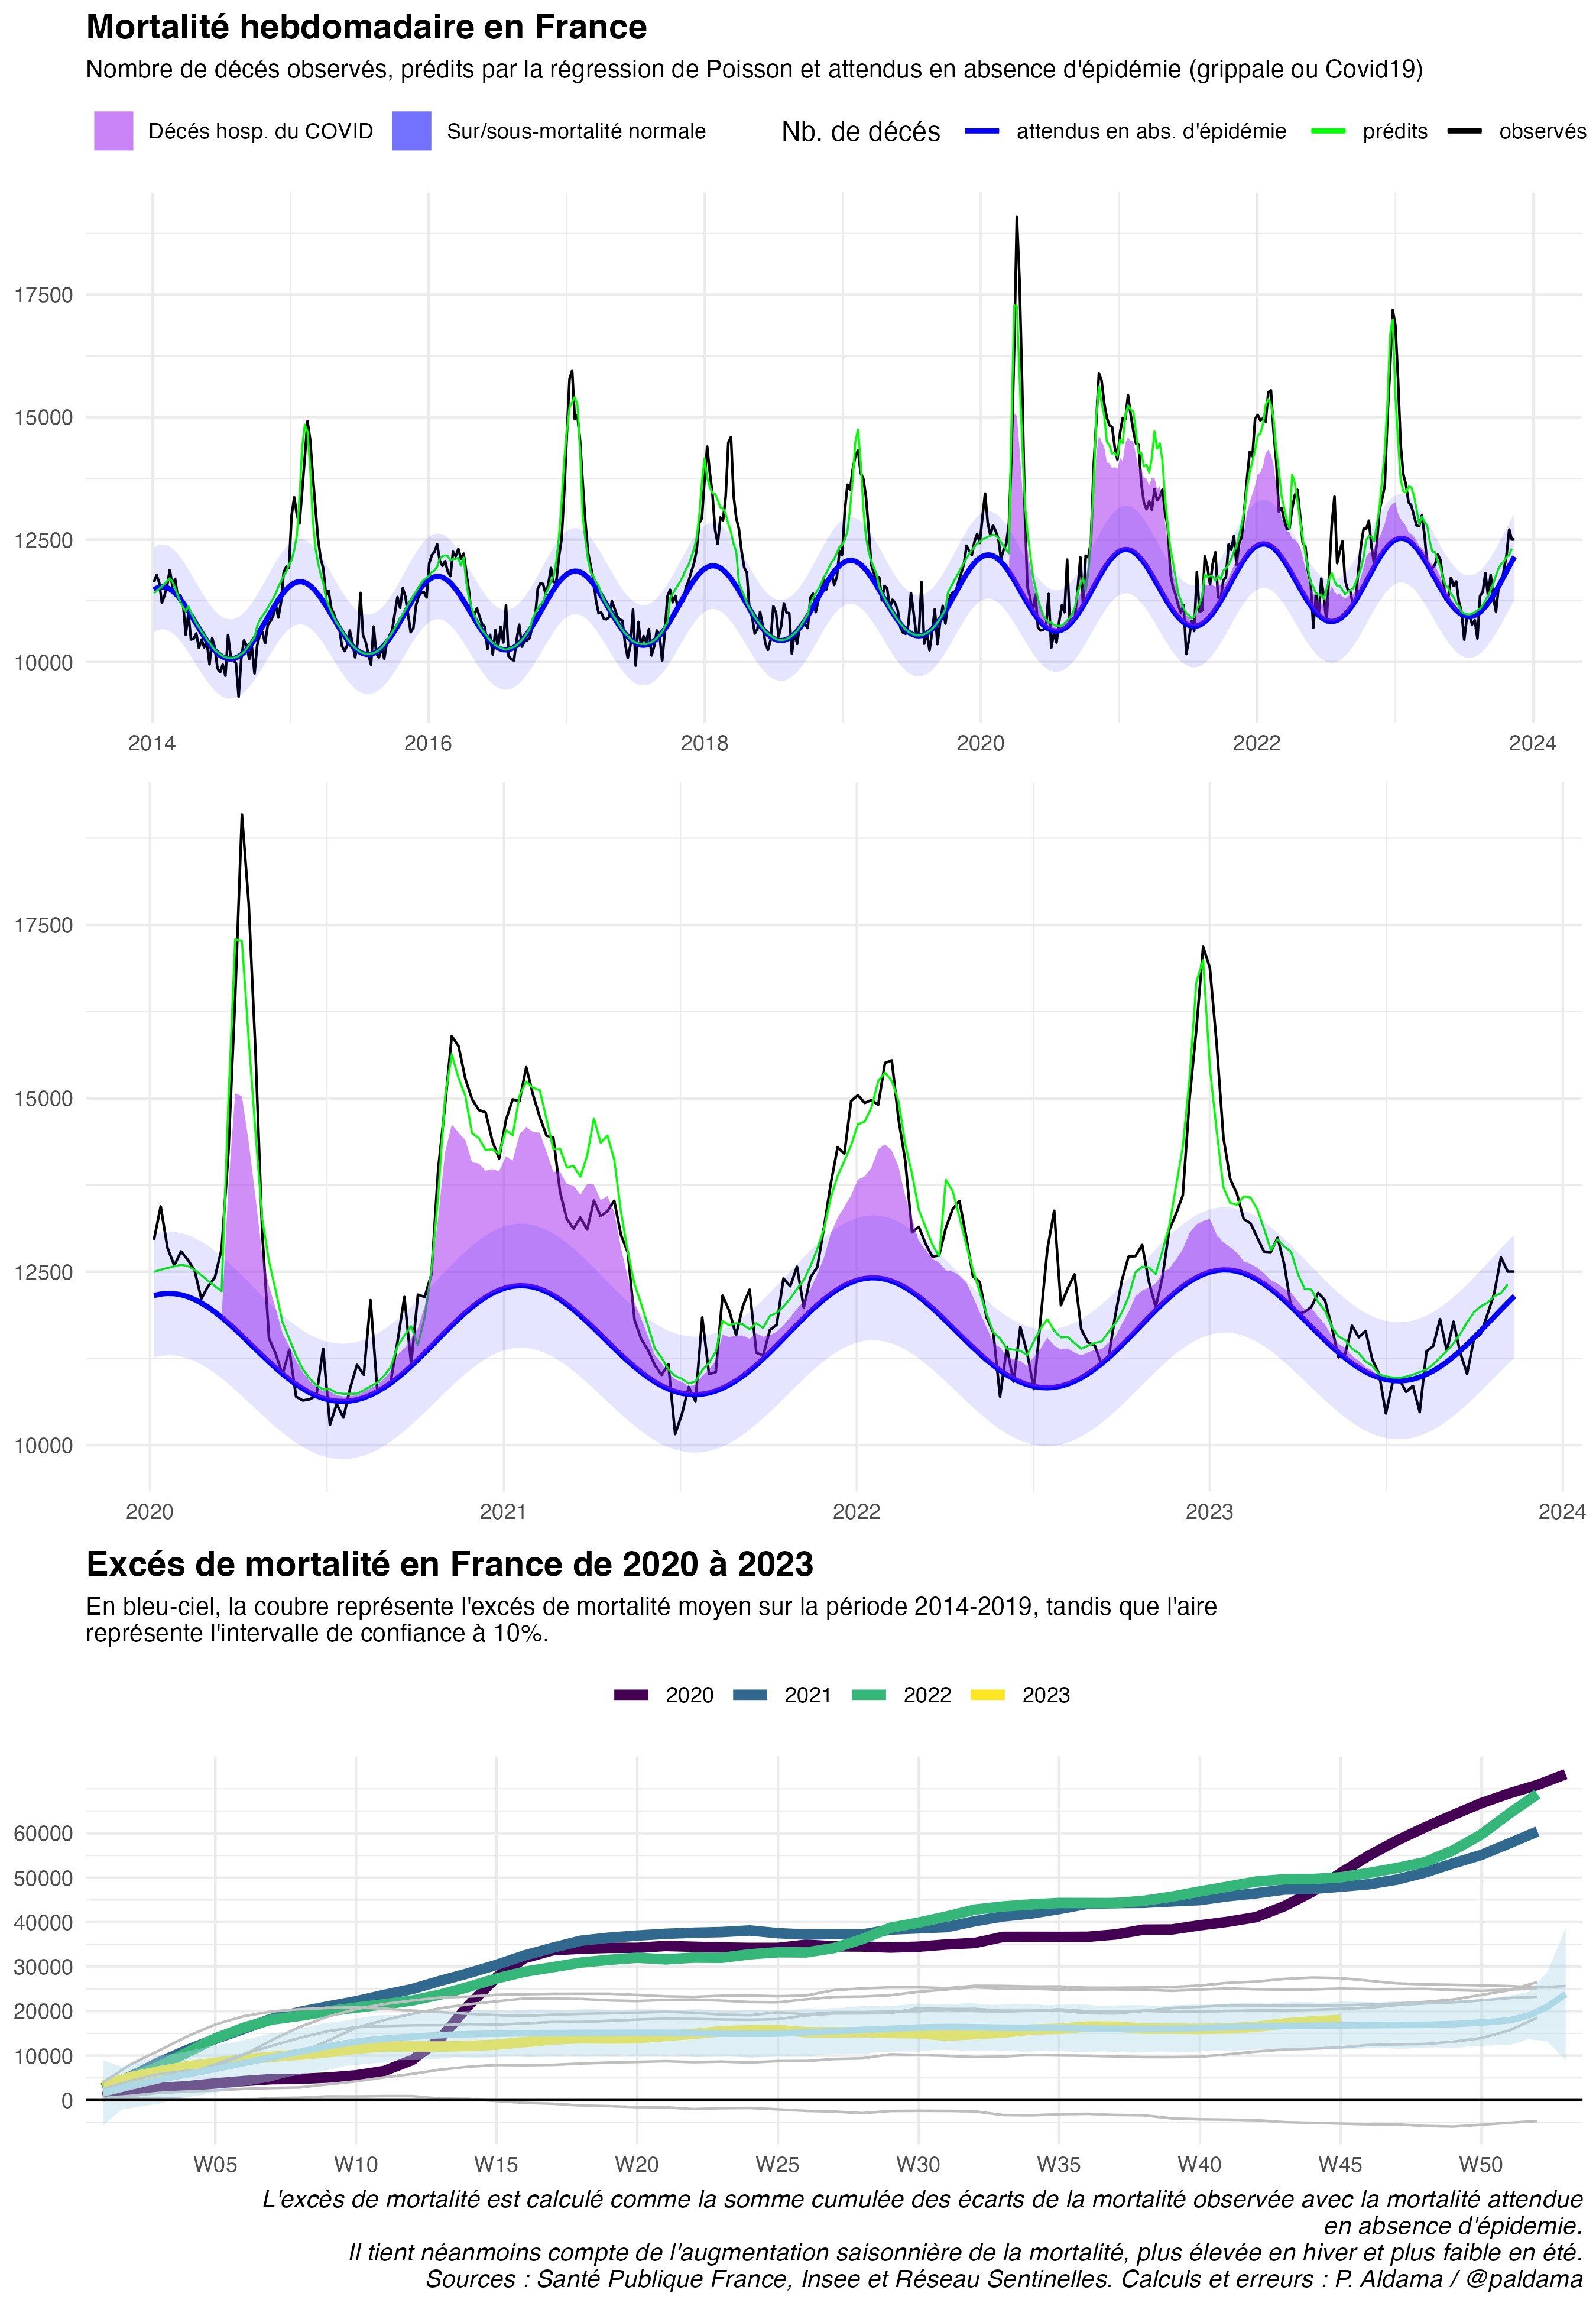 Mortalité hebdomadaire en France
Nombre de décés observés, prédits par la régression de Poisson et attendus en absence d'épidémie (grippale ou Covid19)
Décés hosp. du COVID Sur/sous-mortalité normale Nb. de décés attendus en abs. d'épidémie prédits observés
17500
15000
12500
10000
2014 2016 2018 2020 2022 2024
17500
15000
12500
10000
2020 2021 2022 2023 2024
Excés de mortalité en France de 2020 à 2023
En bleu-ciel, la coubre représente l'excés de mortalité moyen sur la période 2014-2019, tandis que l'aire
représente l'intervalle de confiance à 10%.
2020 2021 2022 2023
60000
50000
40000
30000
20000
10000
0
W05 W10 W15 W20 W25 W30 W35 W40 W45 W50
L'excès de mortalité est calculé comme la somme cumulée des écarts de la mortalité observée avec la mortalité attendue
en absence d'épidemie.
Il tient néanmoins compte de l'augmentation saisonnière de la mortalité, plus élevée en hiver et plus faible en été.
Sources : Santé Publique France, Insee et Réseau Sentinelles. Calculs et erreurs : P. Aldama / @paldama